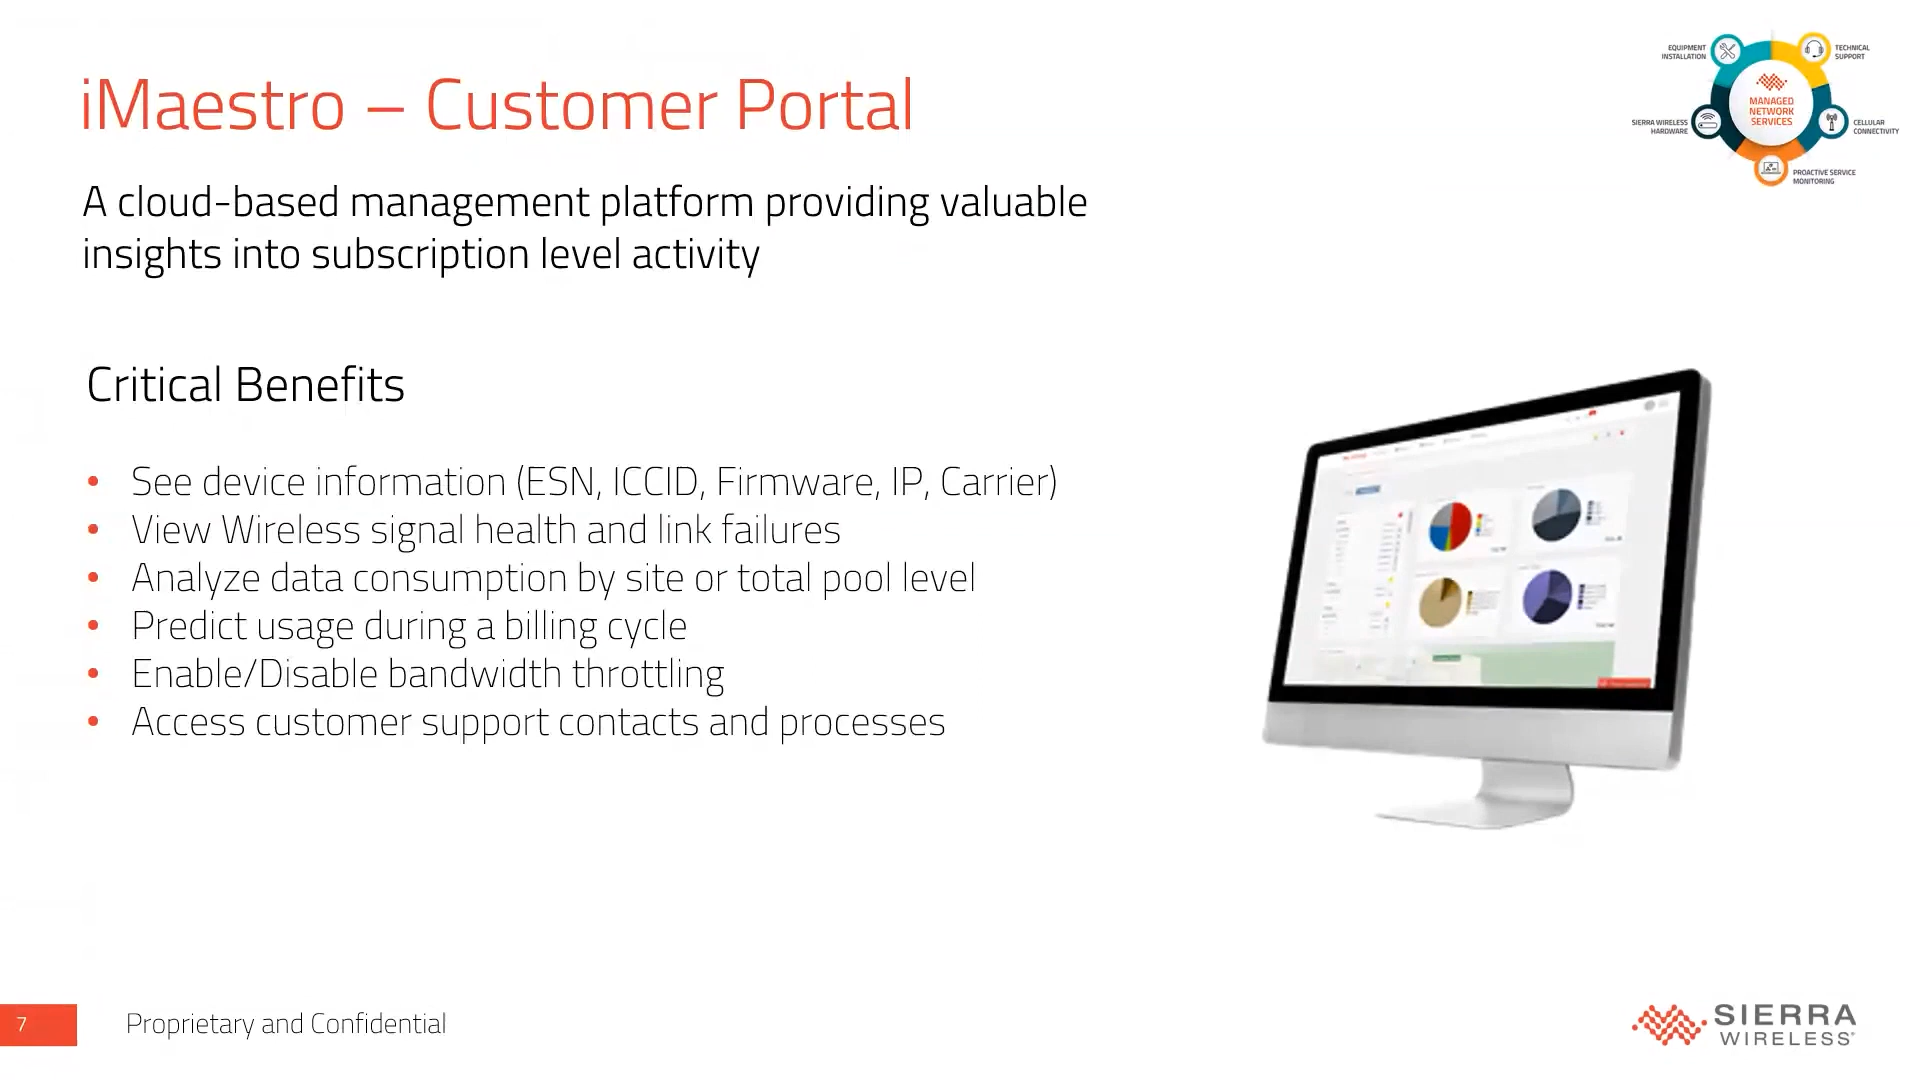 iMaestro – Customer Portal
A cloud-based management platform providing valuable
insights into subscription level activity
EQUIPMENT
INSTALLATION
TECHNICAL
SUPPORT
MANAGED
NETWORK
SERVICES
SIERRA WIRELESS
HARDWARE
CELLULAR
CONNECTIVITY
PROACTIVE SERVICE
MONITORING
Critical Benefits
• See device information (ESN, ICCID, Firmware, IP, Carrier)
• View Wireless signal health and link failures
• Analyze data consumption by site or total pool level
• Predict usage during a billing cycle
• Enable/Disable bandwidth throttling
• Access customer support contacts and processes
7
Proprietary and Confidential
SIERRA
WIRELESS®